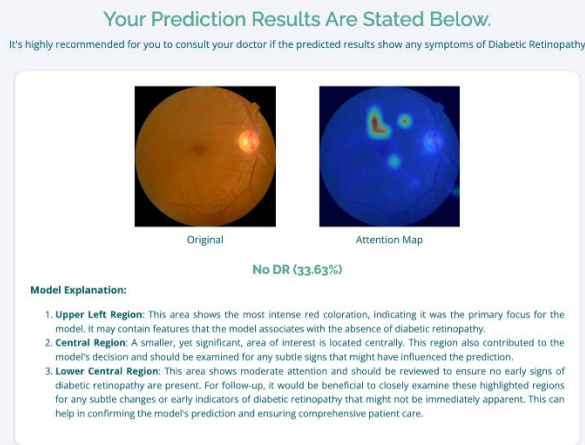 Your Prediction Results Are Stated Below.
It's highly recommended for you to consult your doctor if the predicted results show any symptoms of Diabetic Retinopathy
Original
Attention Map
No DR (33.63%)
Model Explanation:
1. Upper Left Region: This area shows the most intense red coloration, indicating it was the primary focus for the
model. It may contain features that the model associates with the absence of diabetic retinopathy.
2. Central Region: A smaller, yet significant, area of interest is located centrally. This region also contributed to the
model's decision and should be examined for any subtle signs that might have influenced the prediction.
3. Lower Central Region: This area shows moderate attention and should be reviewed to ensure no early signs of
diabetic retinopathy are present. For follow-up, it would be beneficial to closely examine these highlighted regions
for any subtle changes or early indicators of diabetic retinopathy that might not be immediately apparent. This can
help in confirming the model's prediction and ensuring comprehensive patient care.